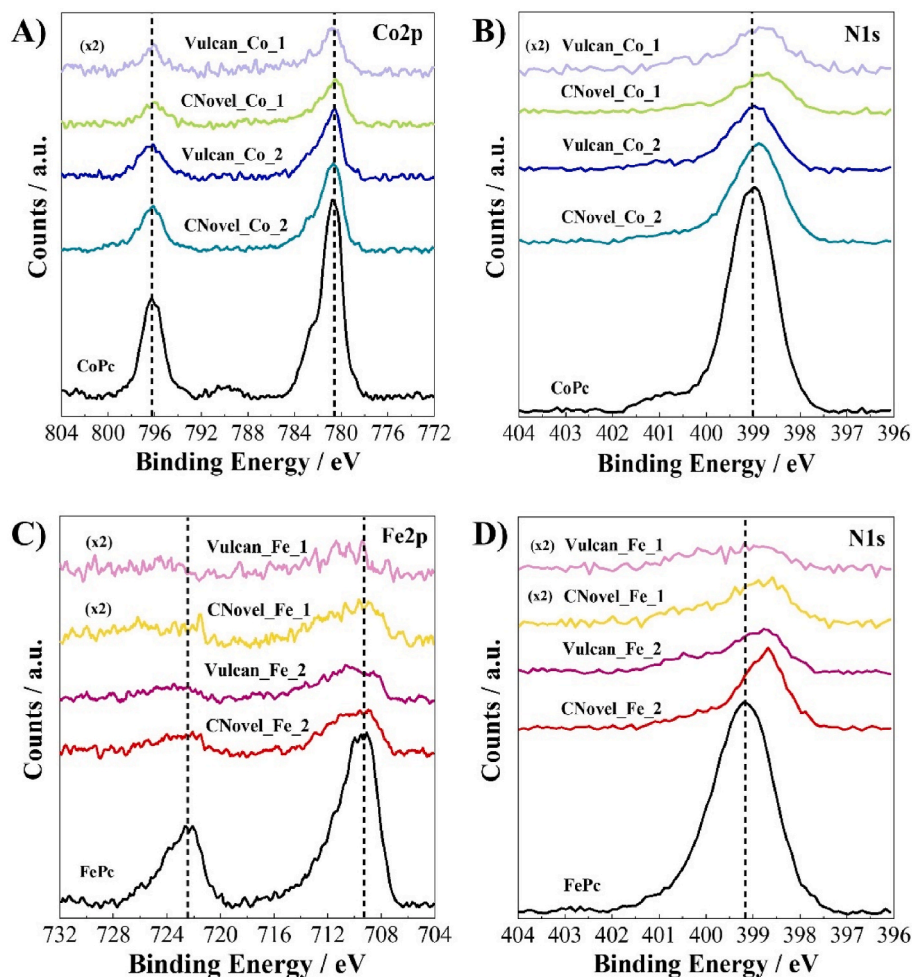 A)
Co2p
(x2)
Vulcan_Co_1
CNovel_Co_1
Vulcan_Co_2
CNovel_Co_2
CoPc
Counts / a.u.
804 800 796 792 788 784 780 776 772
Binding Energy / eV
B)
N1s
(x2)
Vulcan_Co_1
CNovel_Co_1
Vulcan_Co_2
CNovel_Co_2
CoPc
Counts / a.u.
404 403 402 401 400 399 398 397 396
Binding Energy / eV
C)
Fe2p
(x2)
Vulcan_Fe_1
(x2)
CNovel_Fe_1
Vulcan_Fe_2
CNovel_Fe_2
FePc
Counts / a.u.
732 728 724 720 716 712 708 704
Binding Energy / eV
D)
N1s
(x2) Vulcan_Fe_1
(x2) CNovel_Fe_1
Vulcan_Fe_2
CNovel_Fe_2
FePc
Counts / a.u.
404 403 402 401 400 399 398 397 396
Binding Energy / eV